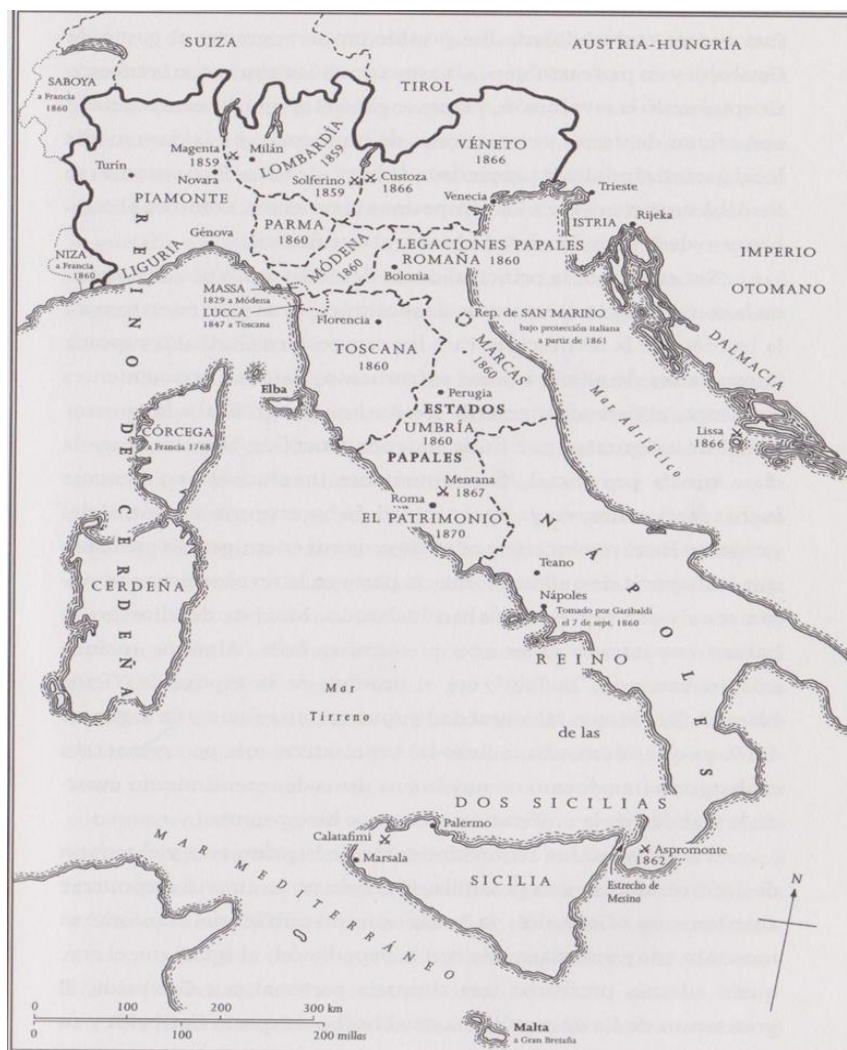 SUIZA
AUSTRIA-HUNGRÍA
SABOYA
a Francia
1860
TIROL
VÉNETO
1866
LOMBARDÍA
1859
Magenta
1859
Milán
Turín
Novara
Solferino
1859
Custoza
1866
Venecia
Trieste
PIAMONTE
PARMA
1860
ISTRIA
Rijeka
Génova
LIGURIA
MÓDENA
1860
LEGACIONES PAPALES
ROMAÑA 1860
Bolonia
NIZA
a Francia
1860
IMPERIO
OTOMANO
MASSA
1829 a Módena
LUCCA
1847 a Toscana
Florencia
Rep. de SAN MARINO
bajo protección italiana
a partir de 1861
TOSCANA
1860
MARCAS
1860
DALMACIA
Mar Adriático
Elba
Perugia
ESTADOS
UMBRÍA
1860
PAPALES
CÓRCEGA
a Francia 1768
Lissa
1866
Mentana
1867
Roma
EL PATRIMONIO
1870
REINO DE CERDEÑA
CERDEÑA
NÁPOLES
Teano
Nápoles
Tomado por Garibaldi
el 7 de sept. 1860
REINO
de las
DOS SICILIAS
Mar
Tirreno
Palermo
Calatafimi
Marsala
SICILIA
Aspromonte
1862
Estrecho de
Mesina
MAR MEDITERRÁNEO
N
0 100 200 300 km
0 100 200 millas
Malta
a Gran Bretaña